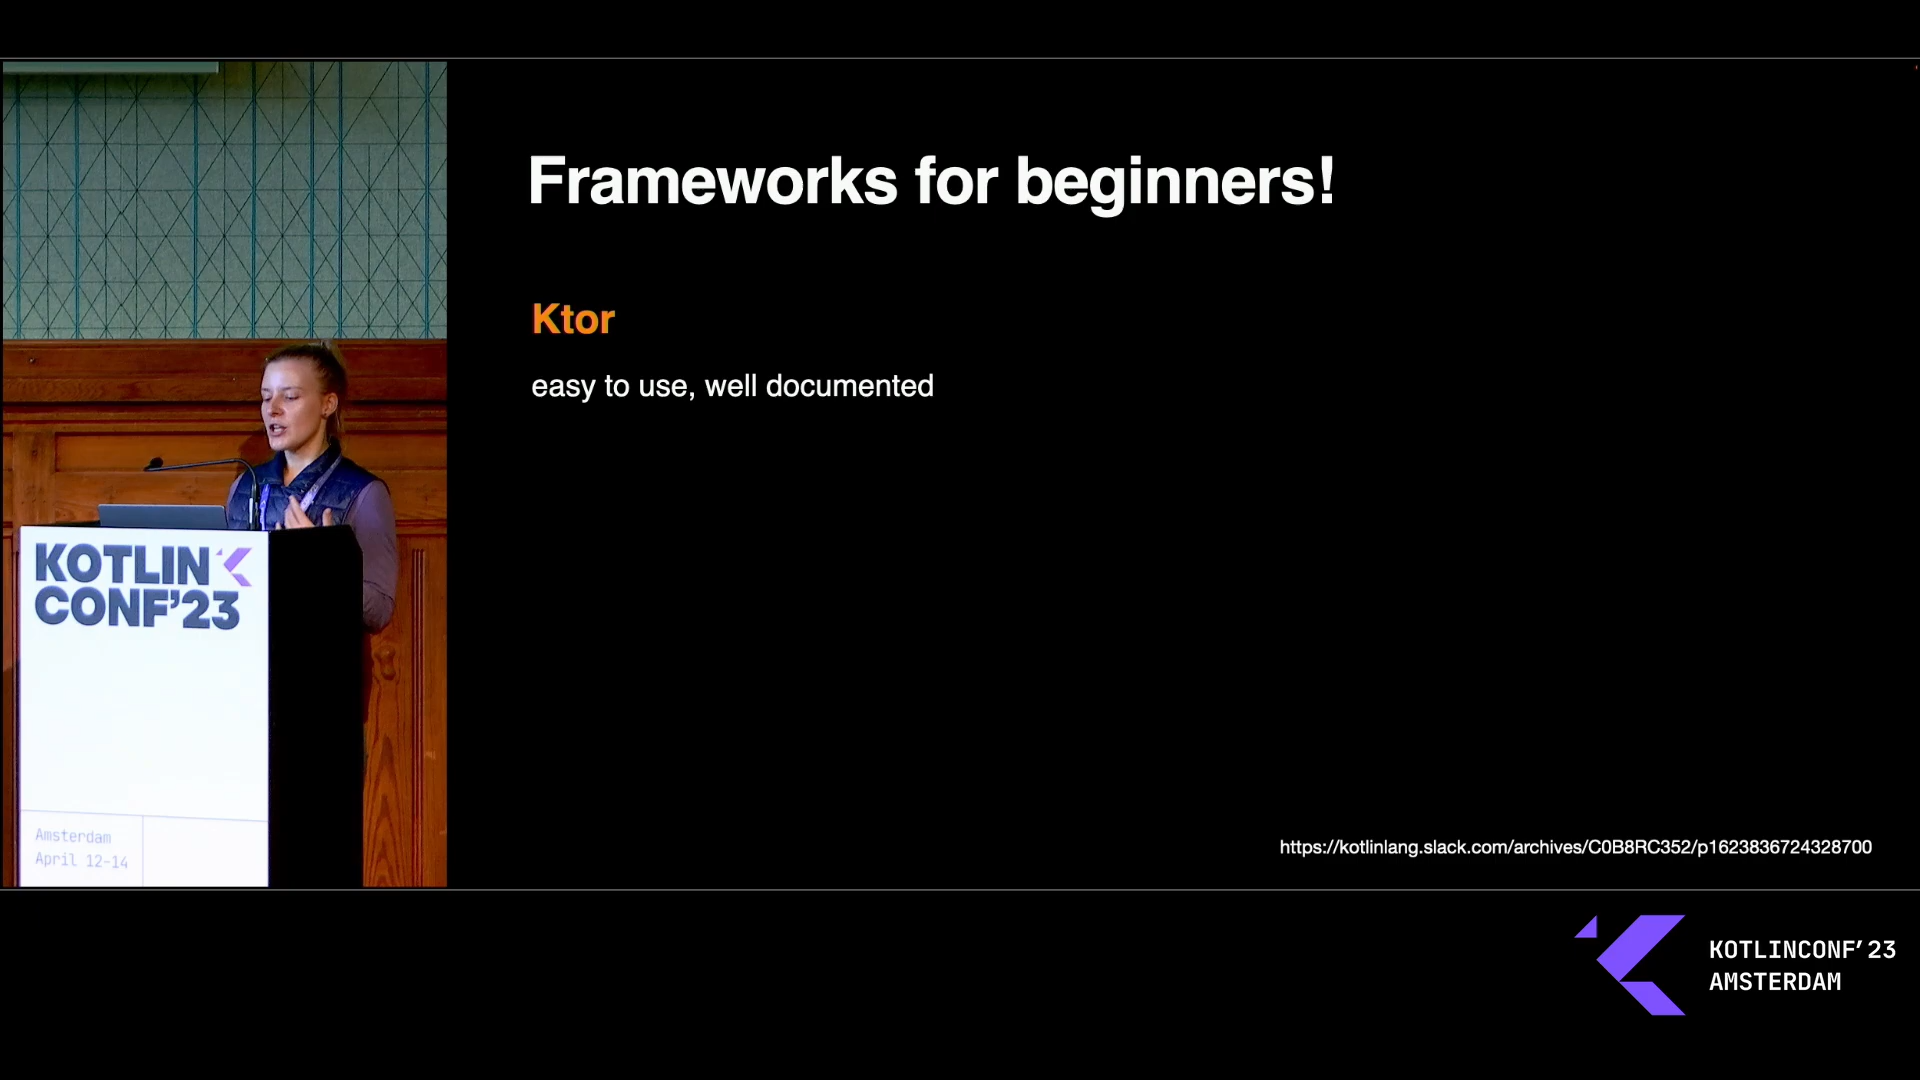 Frameworks for beginners!
Ktor
easy to use, well documented
https://kotlinlang.slack.com/archives/C0B8RC352/p1623836724328700
KOTLIN
CONF’23
Amsterdam
April 12-14
KOTLINCONF’23
AMSTERDAM